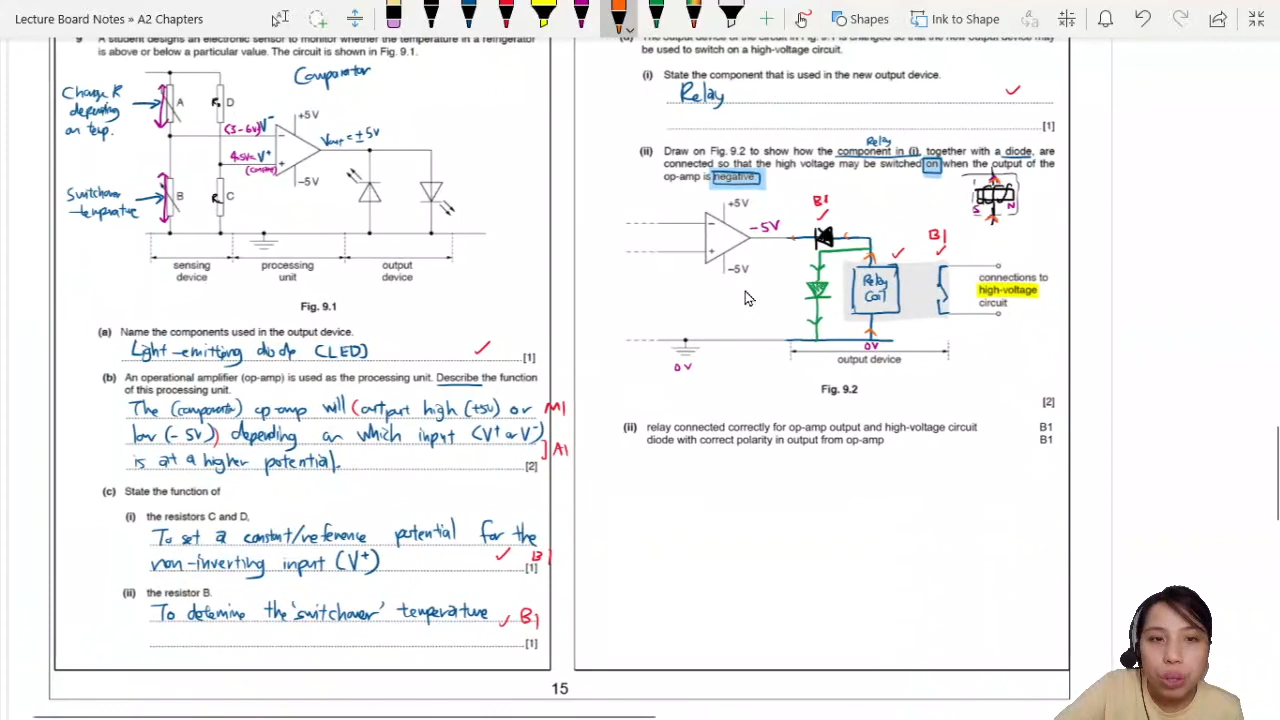 Lecture Board Notes » A2 Chapters
Shapes
Ink to Shape
9 A student designs an electronic sensor to monitor whether the temperature in a refrigerator
is above or below a particular value. The circuit is shown in Fig. 9.1.
Comparator
Change R
depending
on temp.
A
R
D
+5V
(3-6v) V⁻
Vout = ± 5V
4.5V= V⁺
(constant)
-5V
Switchover
temperature
B
R
C
sensing
device
processing
unit
output
device
Fig. 9.1
(a) Name the components used in the output device.
Light-emitting diode (LED)
[1]
(b) An operational amplifier (op-amp) is used as the processing unit. Describe the function
of this processing unit.
The (comparator) op-amp will (output high (+5V) or M1
low (-5V)) depending on which input (V⁺ or V⁻)
is at a higher potential. A1
[2]
(c) State the function of
(i) the resistors C and D,
To set a constant/reference potential for the
non-inverting input (V⁺) B1
[1]
(ii) the resistor B.
To determine the 'switchover' temperature B1
[1]
be used to switch on a high-voltage circuit.
(i) State the component that is used in the new output device.
Relay
[1]
Relay
(ii) Draw on Fig. 9.2 to show how the component in (i), together with a diode, are
connected so that the high voltage may be switched on when the output of the
op-amp is negative.
S
N
+5V
-5V
B1
-5V
B1
Relay
Coil
connections to
high-voltage
circuit
0V
0V
output device
Fig. 9.2
[2]
(ii) relay connected correctly for op-amp output and high-voltage circuit B1
diode with correct polarity in output from op-amp B1
15